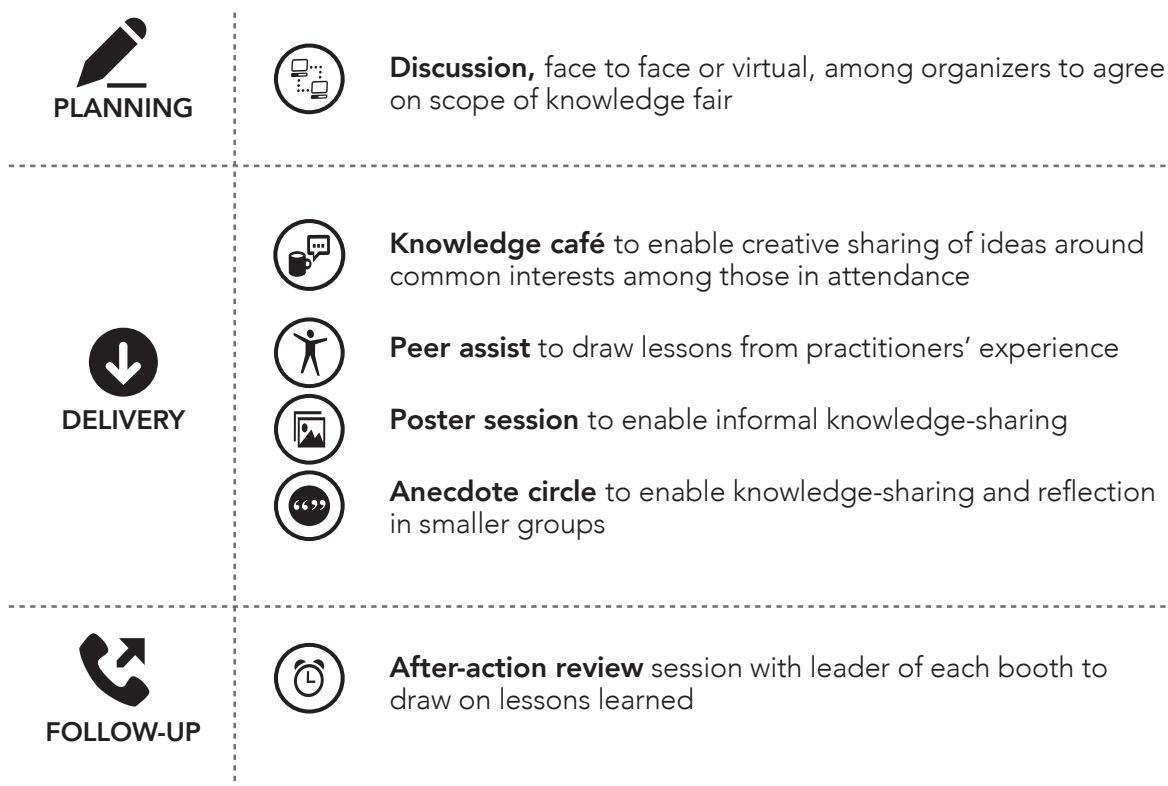 PLANNING
Discussion, face to face or virtual, among organizers to agree
on scope of knowledge fair
DELIVERY
Knowledge café to enable creative sharing of ideas around
common interests among those in attendance
Peer assist to draw lessons from practitioners’ experience
Poster session to enable informal knowledge-sharing
Anecdote circle to enable knowledge-sharing and reflection
in smaller groups
FOLLOW-UP
After-action review session with leader of each booth to
draw on lessons learned